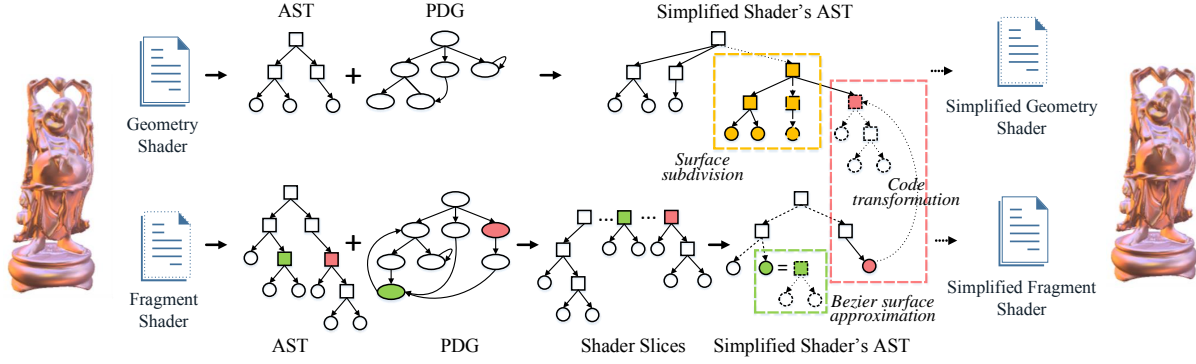 AST
PDG
Simplified Shader's AST
Geometry
Shader
+
Surface
subdivision
Code
transformation
Simplified Geometry
Shader
Fragment
Shader
+
... ...
=
Bezier surface
approximation
Simplified Fragment
Shader
AST
PDG
Shader Slices
Simplified Shader's AST